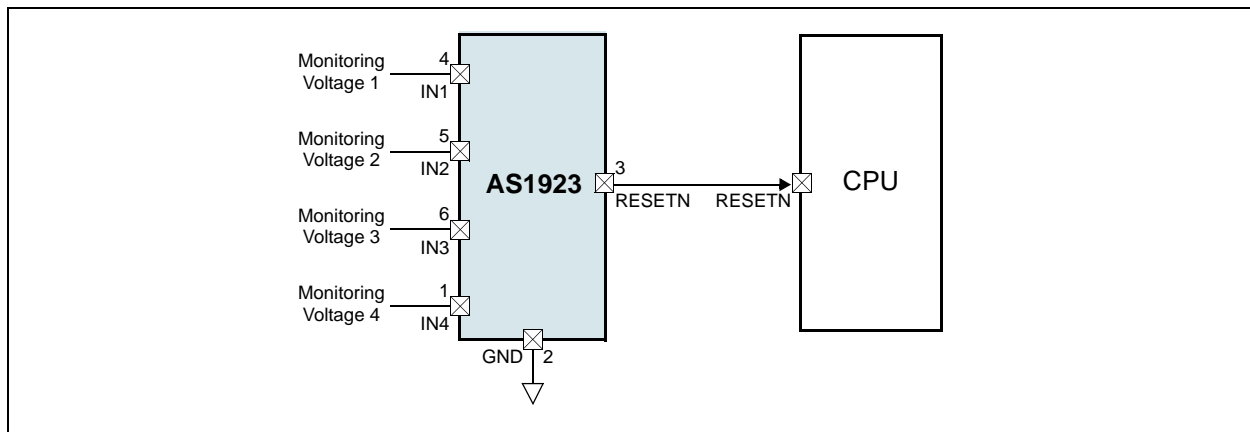 Monitoring
Voltage 1
4
IN1
Monitoring
Voltage 2
5
IN2
Monitoring
Voltage 3
6
IN3
Monitoring
Voltage 4
1
IN4
AS1923
GND 2
3
RESETN RESETN
CPU